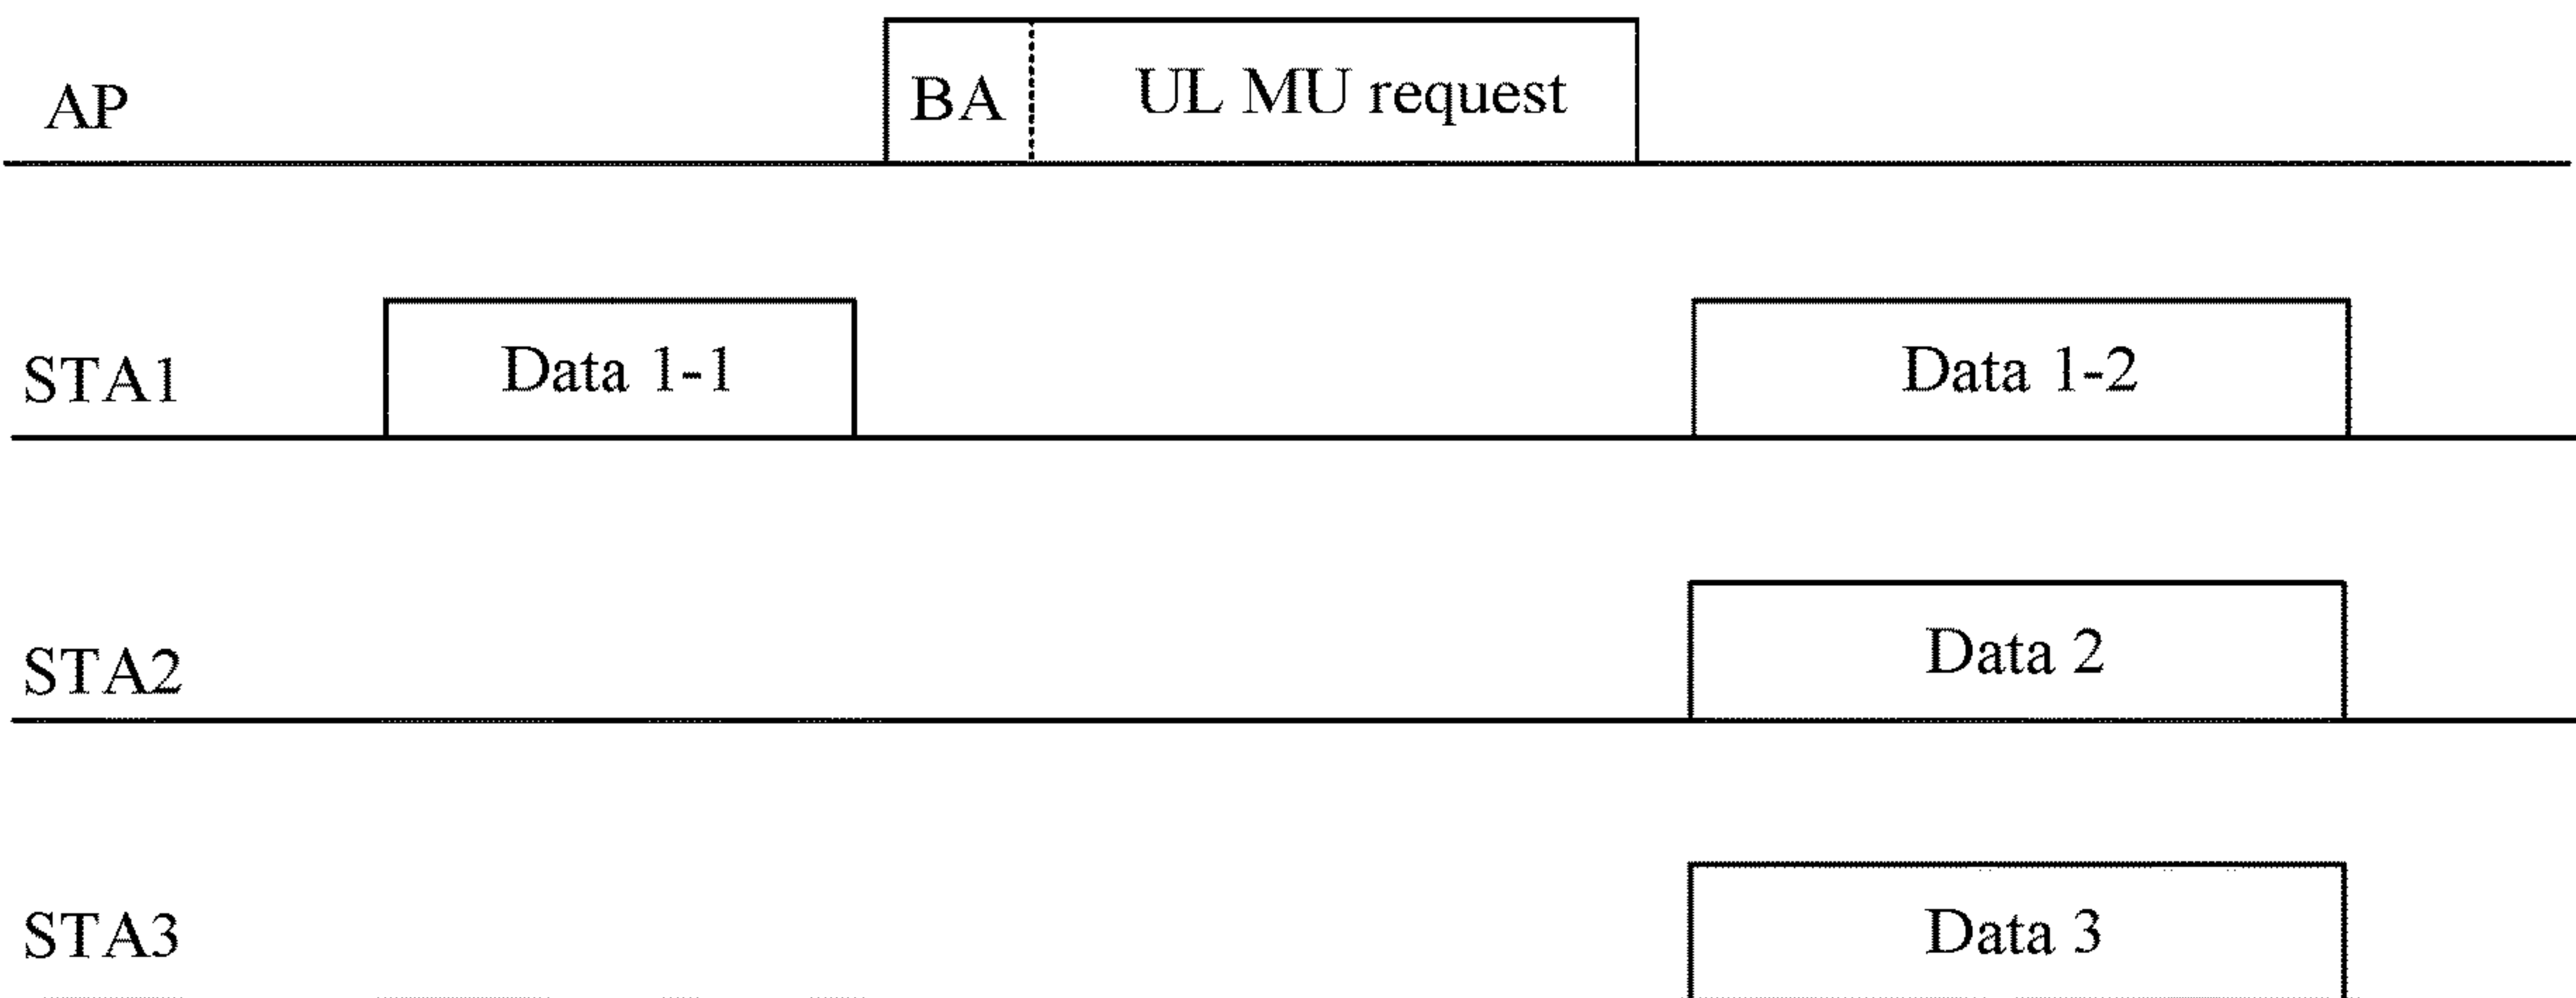 AP
BA
UL MU request
STA1
Data 1-1
Data 1-2
STA2
Data 2
STA3
Data 3